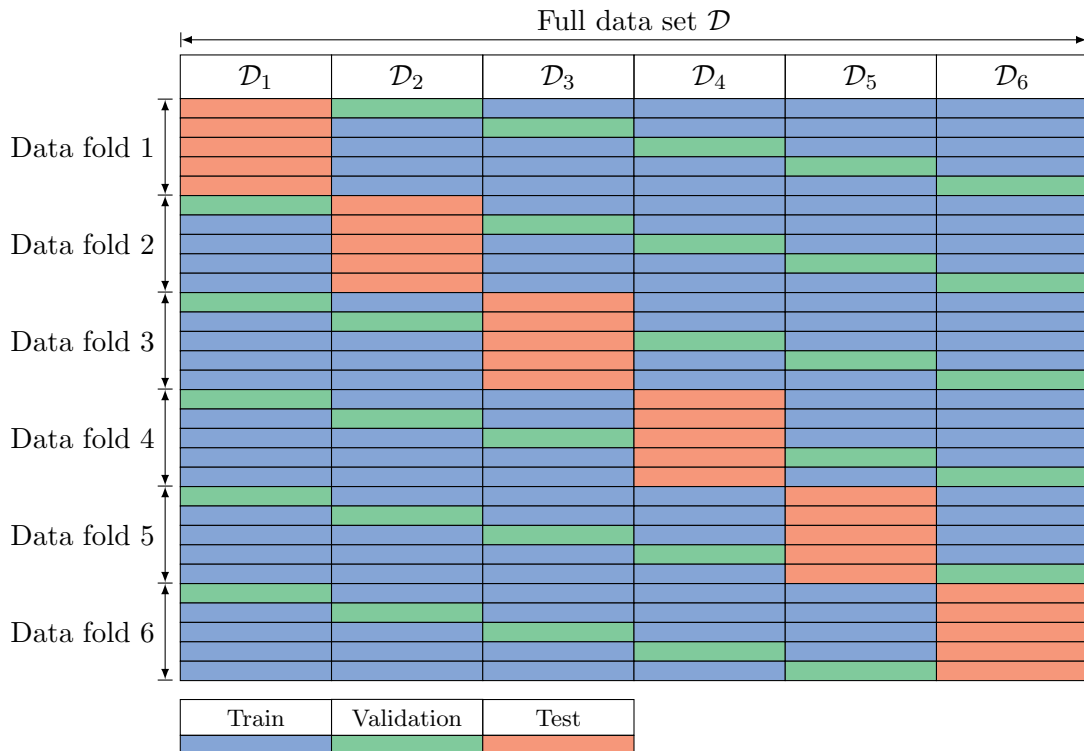 Full data set 𝒟
𝒟₁ 𝒟₂ 𝒟₃ 𝒟₄ 𝒟₅ 𝒟₆
Data fold 1
Data fold 2
Data fold 3
Data fold 4
Data fold 5
Data fold 6
Train Validation Test